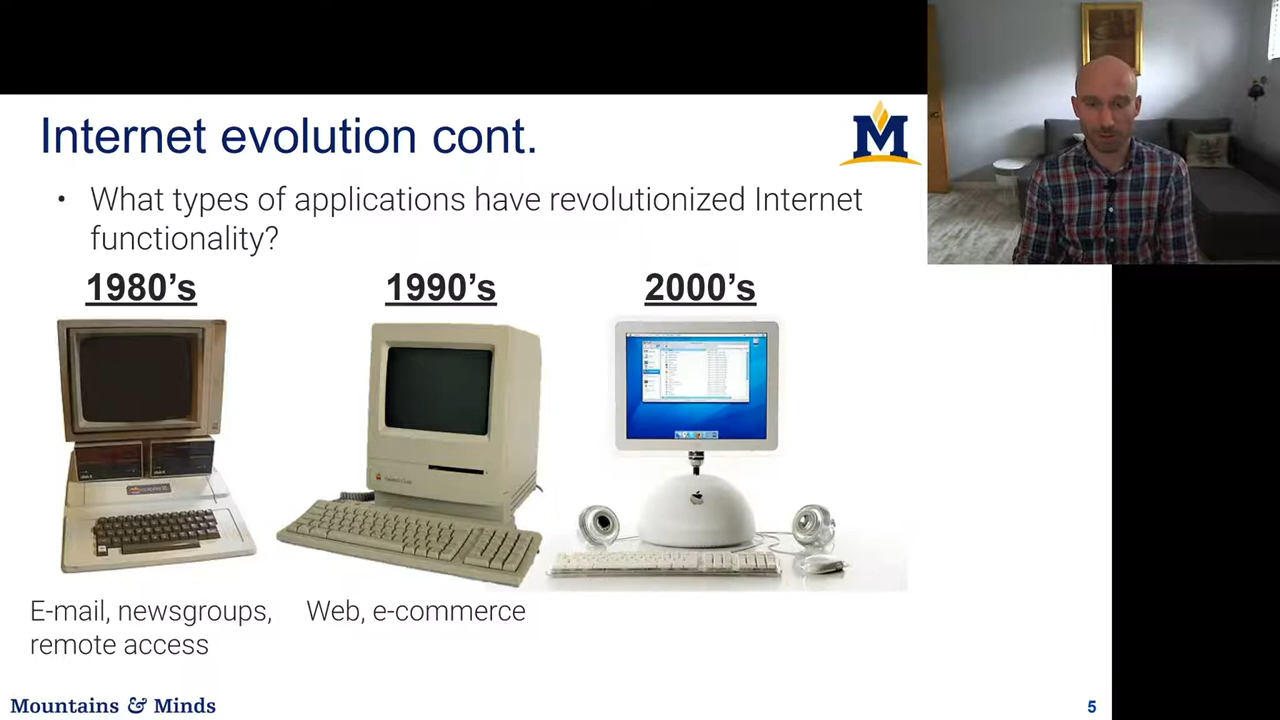 Internet evolution cont.
M
• What types of applications have revolutionized Internet
functionality?
1980's
1990's
2000's
E-mail, newsgroups,
remote access
Web, e-commerce
Mountains & Minds
5